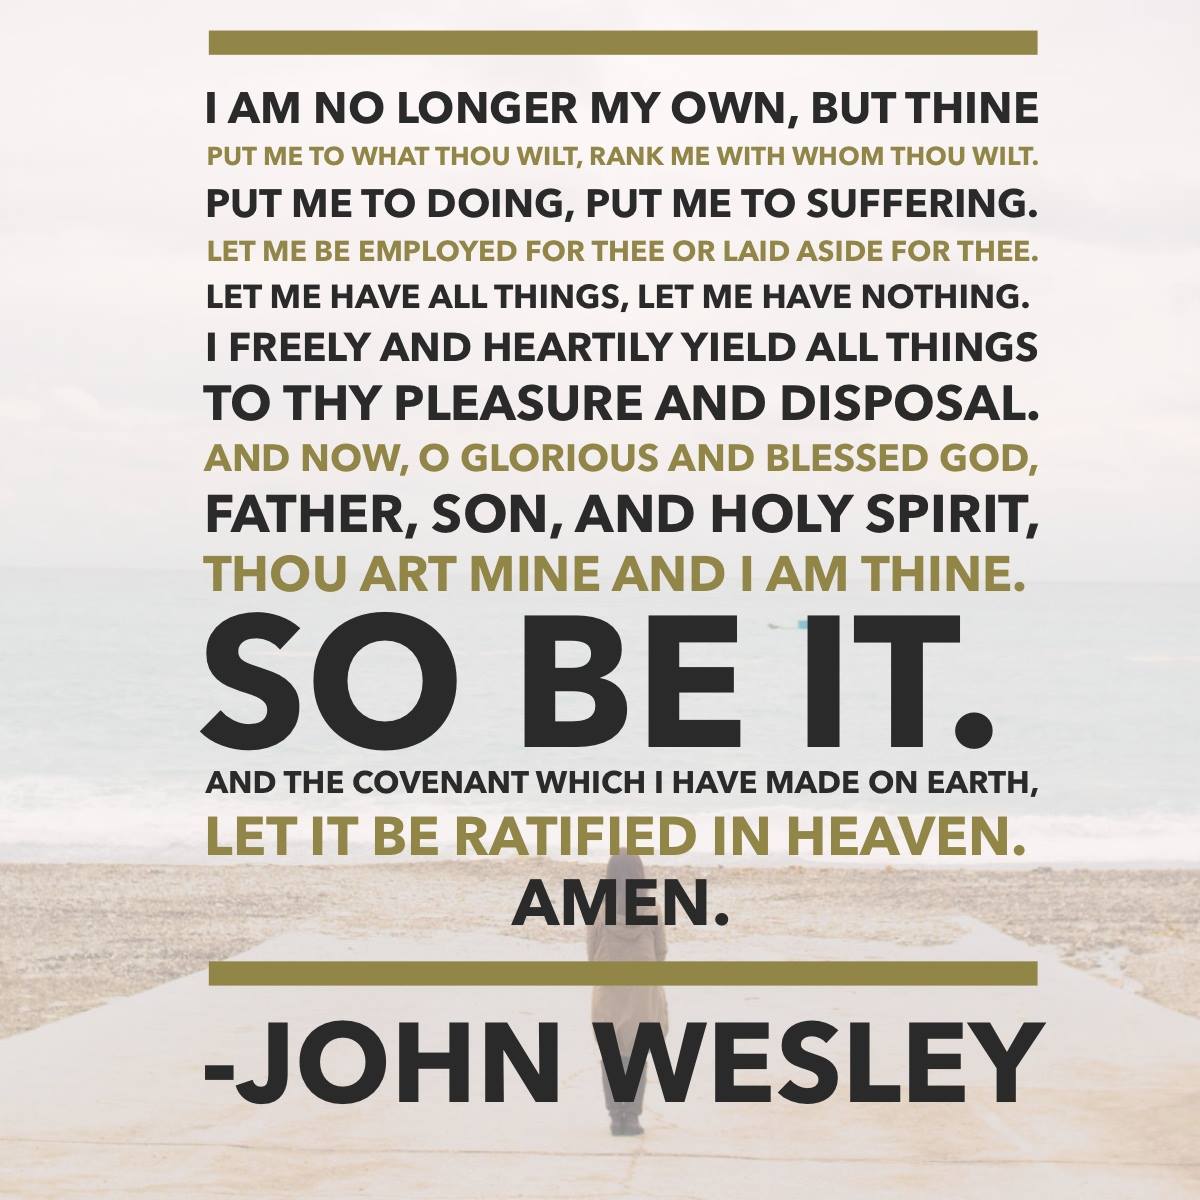 I AM NO LONGER MY OWN, BUT THINE
PUT ME TO WHAT THOU WILT, RANK ME WITH WHOM THOU WILT.
PUT ME TO DOING, PUT ME TO SUFFERING.
LET ME BE EMPLOYED FOR THEE OR LAID ASIDE FOR THEE.
LET ME HAVE ALL THINGS, LET ME HAVE NOTHING.
I FREELY AND HEARTILY YIELD ALL THINGS
TO THY PLEASURE AND DISPOSAL.
AND NOW, O GLORIOUS AND BLESSED GOD,
FATHER, SON, AND HOLY SPIRIT,
THOU ART MINE AND I AM THINE.
SO BE IT.
AND THE COVENANT WHICH I HAVE MADE ON EARTH,
LET IT BE RATIFIED IN HEAVEN.
AMEN.
-JOHN WESLEY